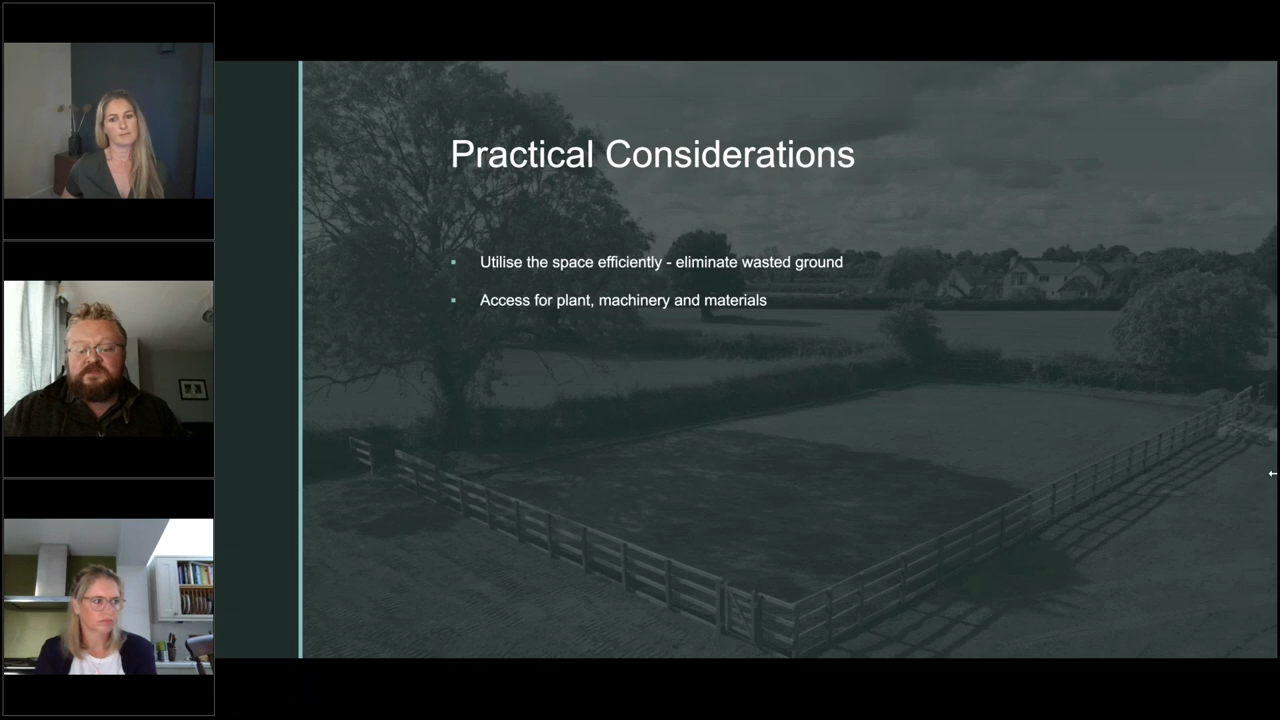 Practical Considerations
Utilise the space efficiently - eliminate wasted ground
Access for plant, machinery and materials